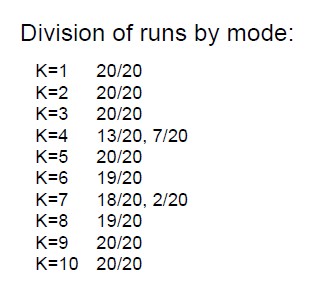 Division of runs by mode:
K=1 20/20
K=2 20/20
K=3 20/20
K=4 13/20, 7/20
K=5 20/20
K=6 19/20
K=7 18/20, 2/20
K=8 19/20
K=9 20/20
K=10 20/20